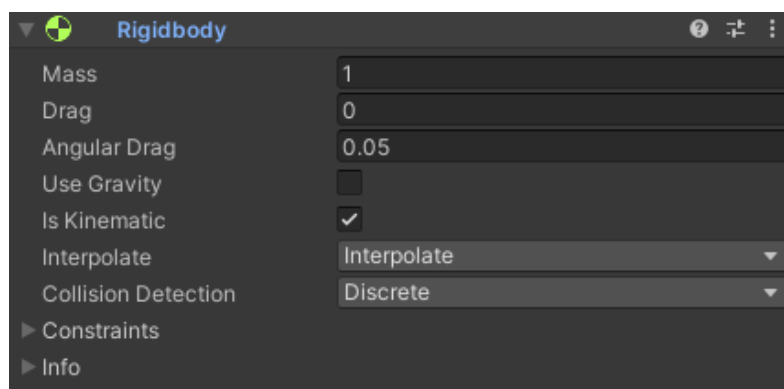 Rigidbody
Mass 1
Drag 0
Angular Drag 0.05
Use Gravity
Is Kinematic
Interpolate Interpolate
Collision Detection Discrete
Constraints
Info